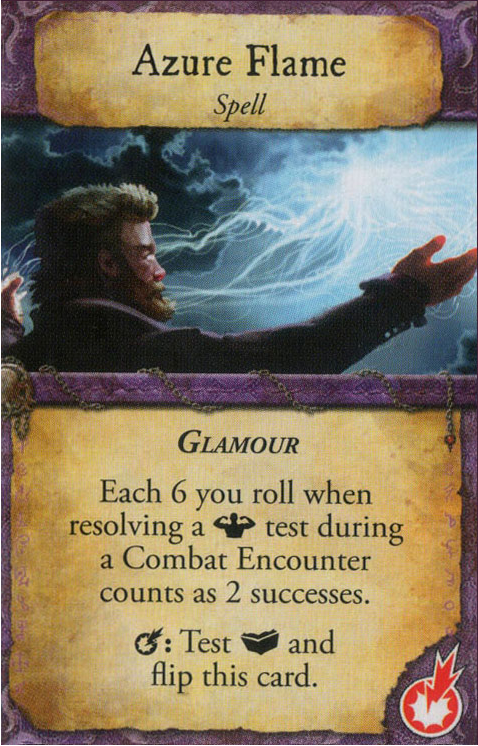 Azure Flame
Spell
GLAMOUR
Each 6 you roll when
resolving a test during
a Combat Encounter
counts as 2 successes.
: Test and
flip this card.